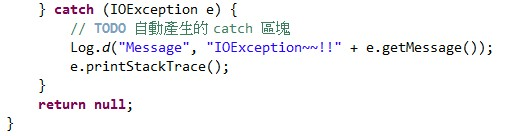 } catch (IOException e) {
// TODO 自動產生的 catch 區塊
Log.d("Message", "IOException~~!!" + e.getMessage());
e.printStackTrace();
}
return null;
}